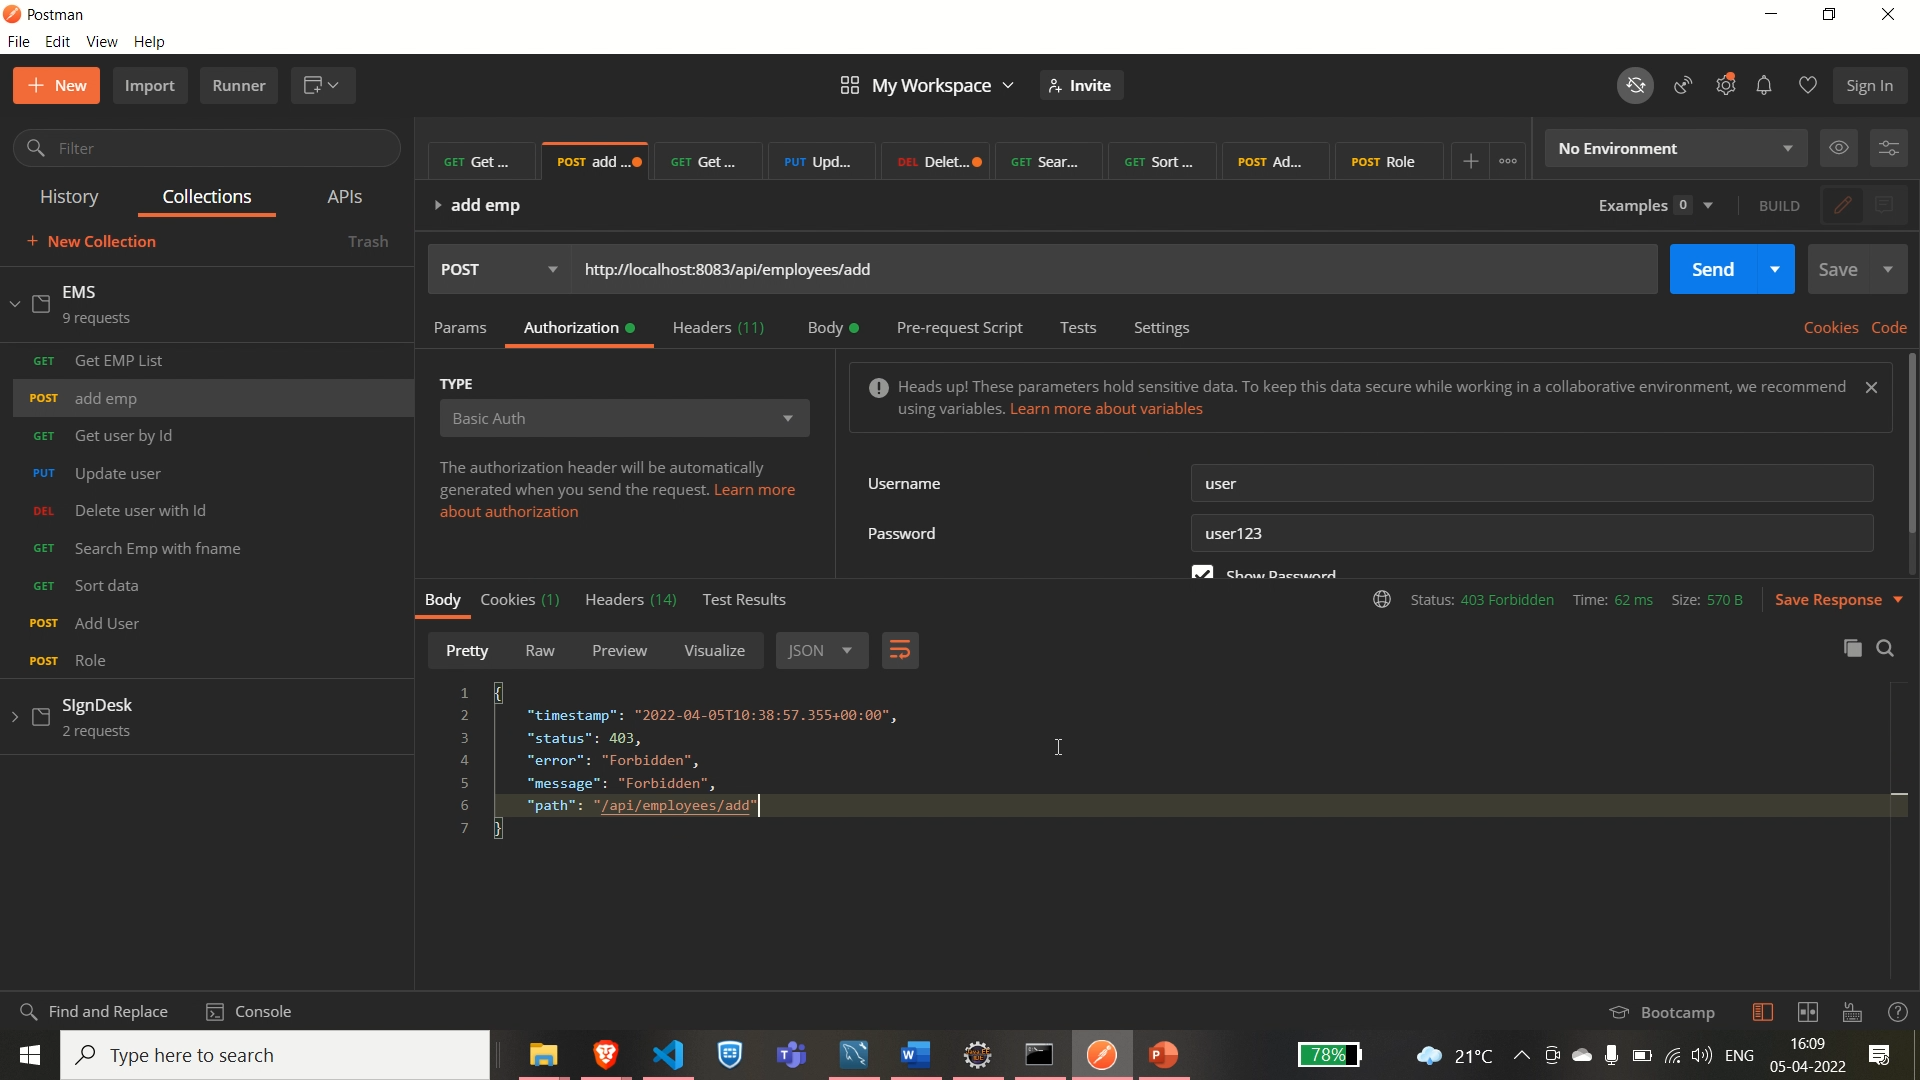 Postman
File Edit View Help
New Import Runner My Workspace Invite Sign In
Filter
GET Get ... POST add ... GET Get ... PUT Upd... DEL Delet... GET Sear... GET Sort ... POST Ad... POST Role + ooo No Environment
History Collections APIs
+ New Collection Trash
add emp Examples 0 BUILD
EMS
9 requests
POST http://localhost:8083/api/employees/add Send Save
Params Authorization Headers (11) Body Pre-request Script Tests Settings Cookies Code
GET Get EMP List
POST add emp
GET Get user by Id
PUT Update user
DEL Delete user with Id
GET Search Emp with fname
GET Sort data
POST Add User
POST Role
SIgnDesk
2 requests
TYPE
Basic Auth
The authorization header will be automatically
generated when you send the request. Learn more
about authorization
Heads up! These parameters hold sensitive data. To keep this data secure while working in a collaborative environment, we recommend
using variables. Learn more about variables
Username user
Password user123
Show Password
Body Cookies (1) Headers (14) Test Results Status: 403 Forbidden Time: 62 ms Size: 570 B Save Response
Pretty Raw Preview Visualize JSON
1 {
2 "timestamp": "2022-04-05T10:38:57.355+00:00",
3 "status": 403,
4 "error": "Forbidden",
5 "message": "Forbidden",
6 "path": "/api/employees/add"
7 }
Find and Replace Console Bootcamp
Type here to search 78% 21°C ENG 16:09
05-04-2022